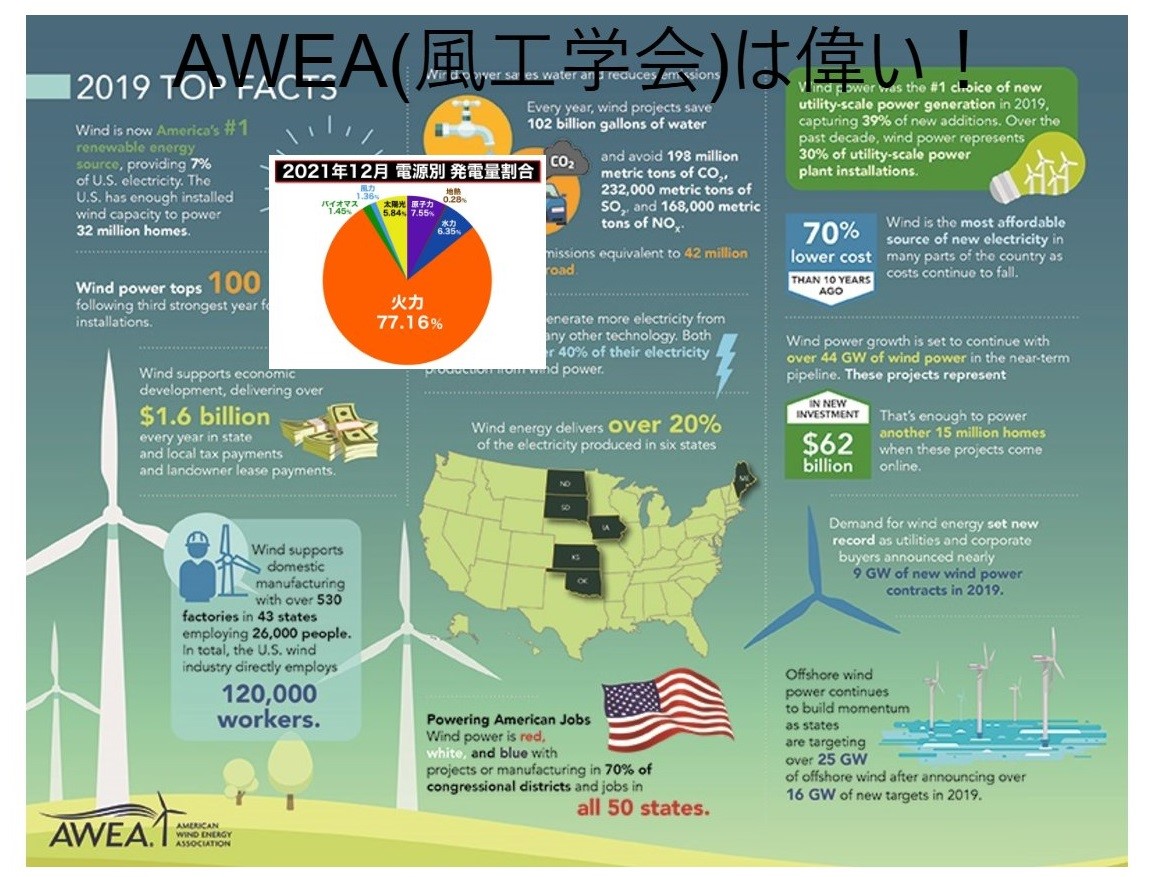 AWEA(風工学会)は偉い！
2019 TOP FACTS
Wind is now America's #1
renewable energy
source, providing 7%
of U.S. electricity. The
U.S. has enough installed
wind capacity to power
32 million homes.
Wind power tops 100
following third strongest year
installations.
Wind supports economic
development, delivering over
$1.6 billion
every year in state
and local tax payments
and landowner lease payments.
Wind supports
domestic
manufacturing
with over 530
factories in 43 states
employing 26,000 people.
In total, the U.S. wind
industry directly employs
120,000
workers.
AWEA.
AMERICAN
WIND ENERGY
ASSOCIATION
2021年12月 電源別 発電量割合
風力
1.36%
バイオマス
1.45%
太陽光
5.84%
原子力
7.55%
地熱
0.28%
水力
6.35%
火力
77.16%
Wind power saves water and reduces emissions
Every year, wind projects save
102 billion gallons of water
CO2
and avoid 198 million
metric tons of CO2,
232,000 metric tons of
SO2, and 168,000 metric
tons of NOX.
missions equivalent to 42 million
road.
enerate more electricity from
any other technology. Both
r 40% of their electricity
production from wind power.
Wind energy delivers over 20%
of the electricity produced in six states
ND
SD
IA
KS
OK
ME
Powering American Jobs
Wind power is red,
white, and blue with
projects or manufacturing in 70% of
congressional districts and jobs in
all 50 states.
Wind power was the #1 choice of new
utility-scale power generation in 2019,
capturing 39% of new additions. Over the
past decade, wind power represents
30% of utility-scale power
plant installations.
70%
lower cost
THAN 10 YEARS
AGO
Wind is the most affordable
source of new electricity in
many parts of the country as
costs continue to fall.
Wind power growth is set to continue with
over 44 GW of wind power in the near-term
pipeline. These projects represent
IN NEW
INVESTMENT
$62
billion
That's enough to power
another 15 million homes
when these projects come
online.
Demand for wind energy set new
record as utilities and corporate
buyers announced nearly
9 GW of new wind power
contracts in 2019.
Offshore wind
power continues
to build momentum
as states
are targeting
over 25 GW
of offshore wind after announcing over
16 GW of new targets in 2019.